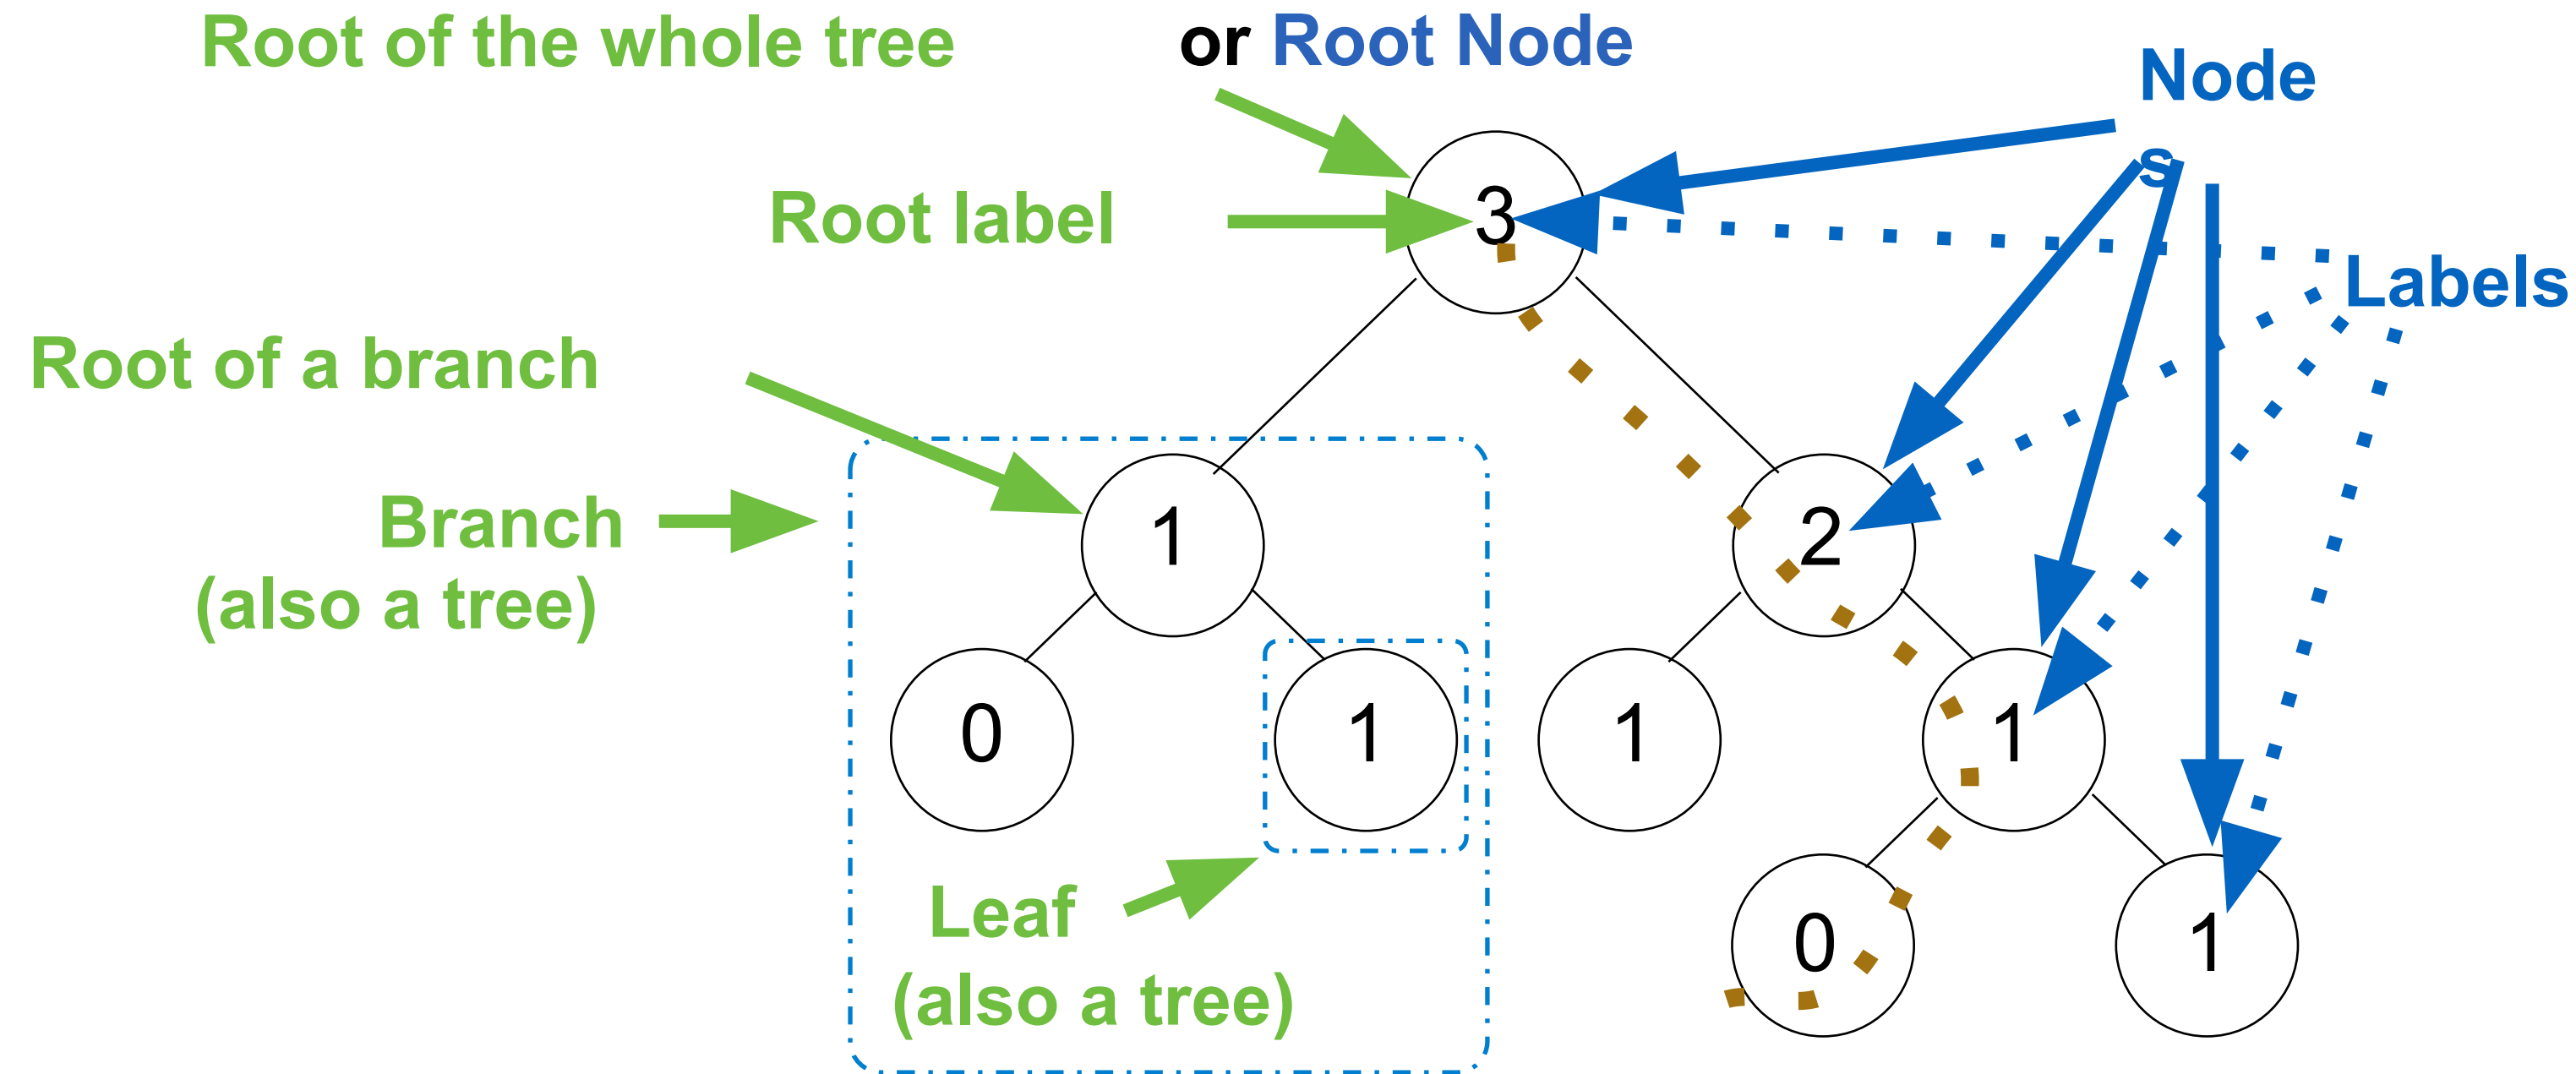 Root of the whole tree or Root Node
Node
s
Root label
3
Labels
Root of a branch
Branch
(also a tree)
1
2
0
1
1
1
Leaf
(also a tree)
0
1